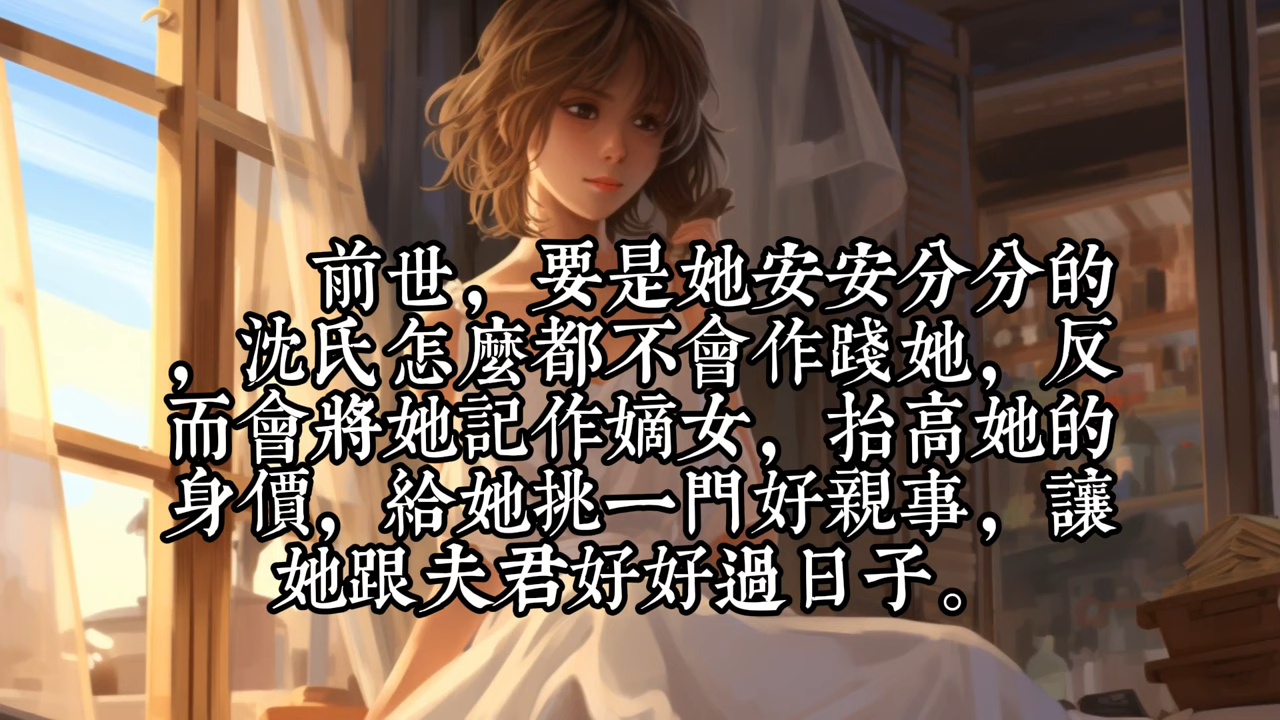 前世，要是她安安分分的
，沈氏怎麼都不會作踐她，反
而會將她記作嫡女，抬高她的
身價，給她挑一門好親事，讓
她跟夫君好好過日子。